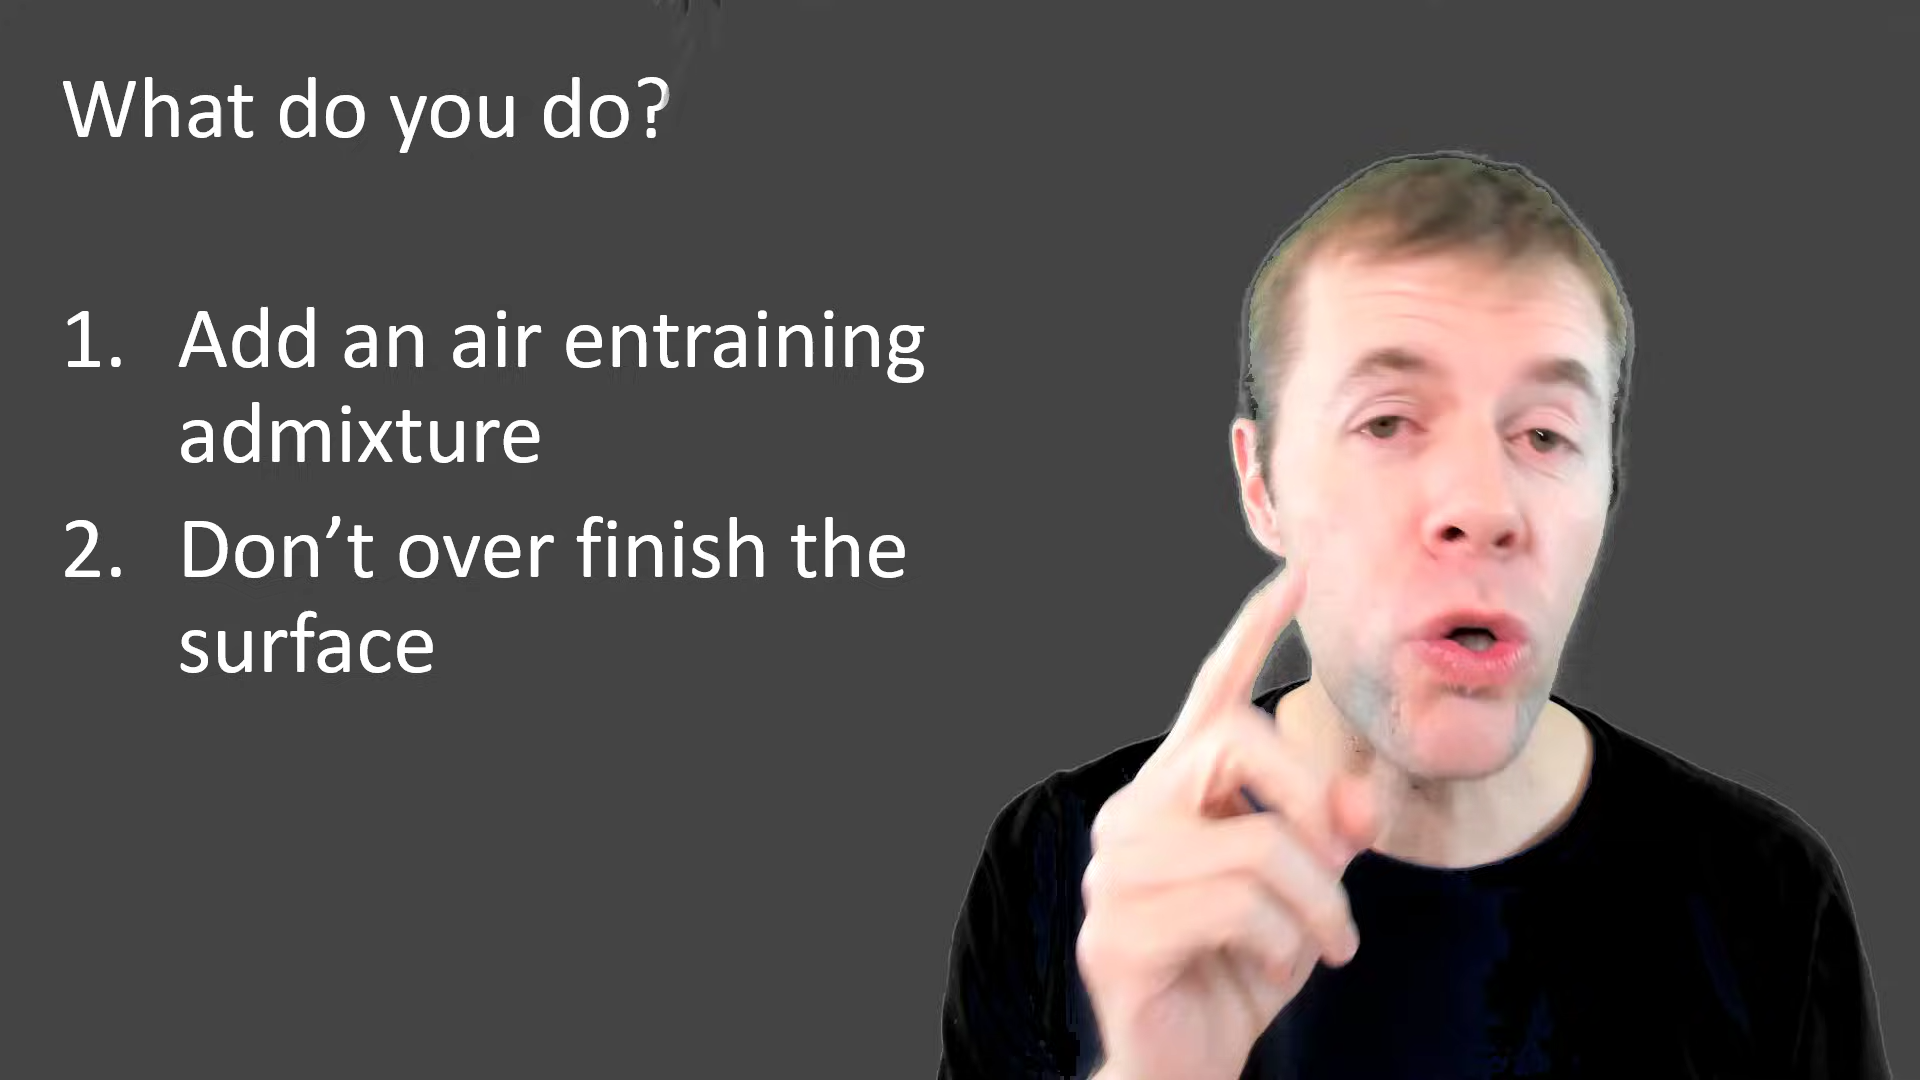 What do you do?
1. Add an air entraining
admixture
2. Don’t over finish the
surface